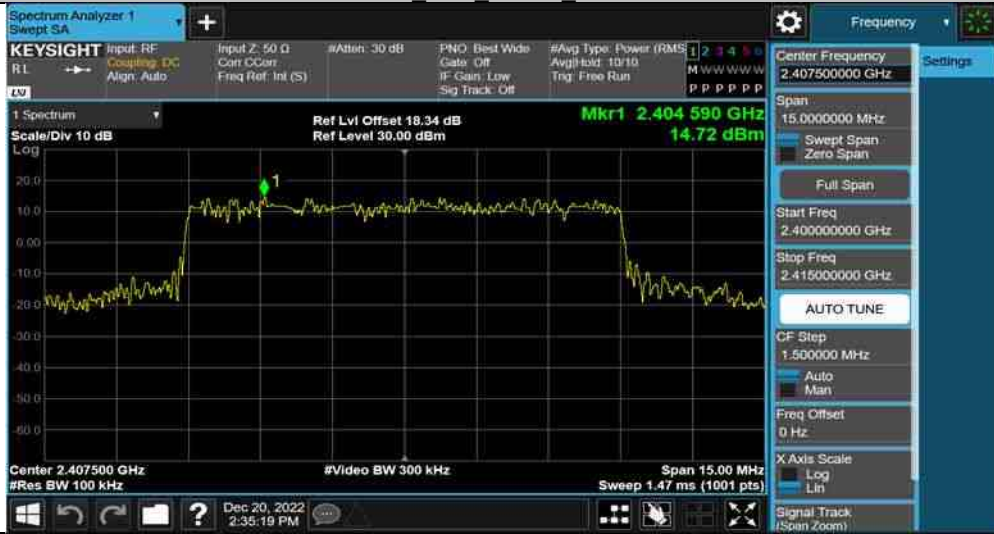 Spectrum Analyzer 1
Swept SA
Frequency
KEYSIGHT
RL
LXI
Input: RF
Coupling: DC
Align: Auto
Input Z: 50 Ω
Corr CCorr
Freq Ref: Int (S)
#Atten: 30 dB
PNO: Best Wide
Gate: Off
IF Gain: Low
Sig Track: Off
#Avg Type: Power (RMS
Avg|Hold: 10/10
Trig: Free Run
1 2 3 4 5 6
M W W W W W
P P P P P P
1 Spectrum
Scale/Div 10 dB
Log
Ref Lvl Offset 18.34 dB
Ref Level 30.00 dBm
Mkr1 2.404 590 GHz
14.72 dBm
1
20.0
10.0
0.00
-10.0
-20.0
-30.0
-40.0
-50.0
-60.0
Center 2.407500 GHz
#Res BW 100 kHz
#Video BW 300 kHz
Span 15.00 MHz
Sweep 1.47 ms (1001 pts)
?
Dec 20, 2022
2:35:19 PM
Center Frequency
2.407500000 GHz
Settings
Span
15.0000000 MHz
Swept Span
Zero Span
Full Span
Start Freq
2.400000000 GHz
Stop Freq
2.415000000 GHz
AUTO TUNE
CF Step
1.500000 MHz
Auto
Man
Freq Offset
0 Hz
X Axis Scale
Log
Lin
Signal Track
(Span Zoom)